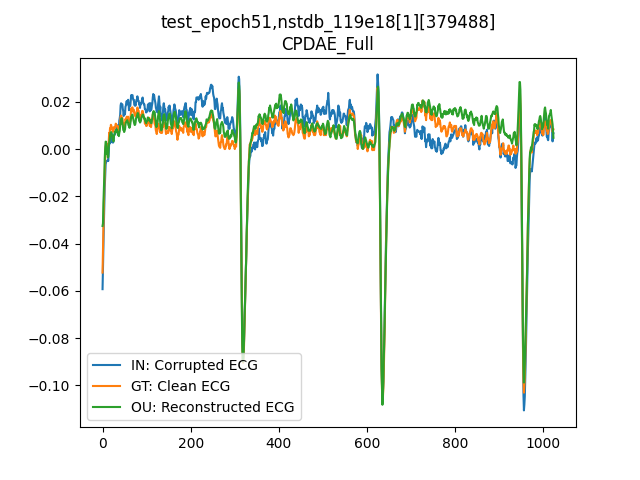 test_epoch51,nstdb_119e18[1][379488]
CPDAE_Full
0.02
0.00
−0.02
−0.04
−0.06
−0.08
−0.10
IN: Corrupted ECG
GT: Clean ECG
OU: Reconstructed ECG
0 200 400 600 800 1000